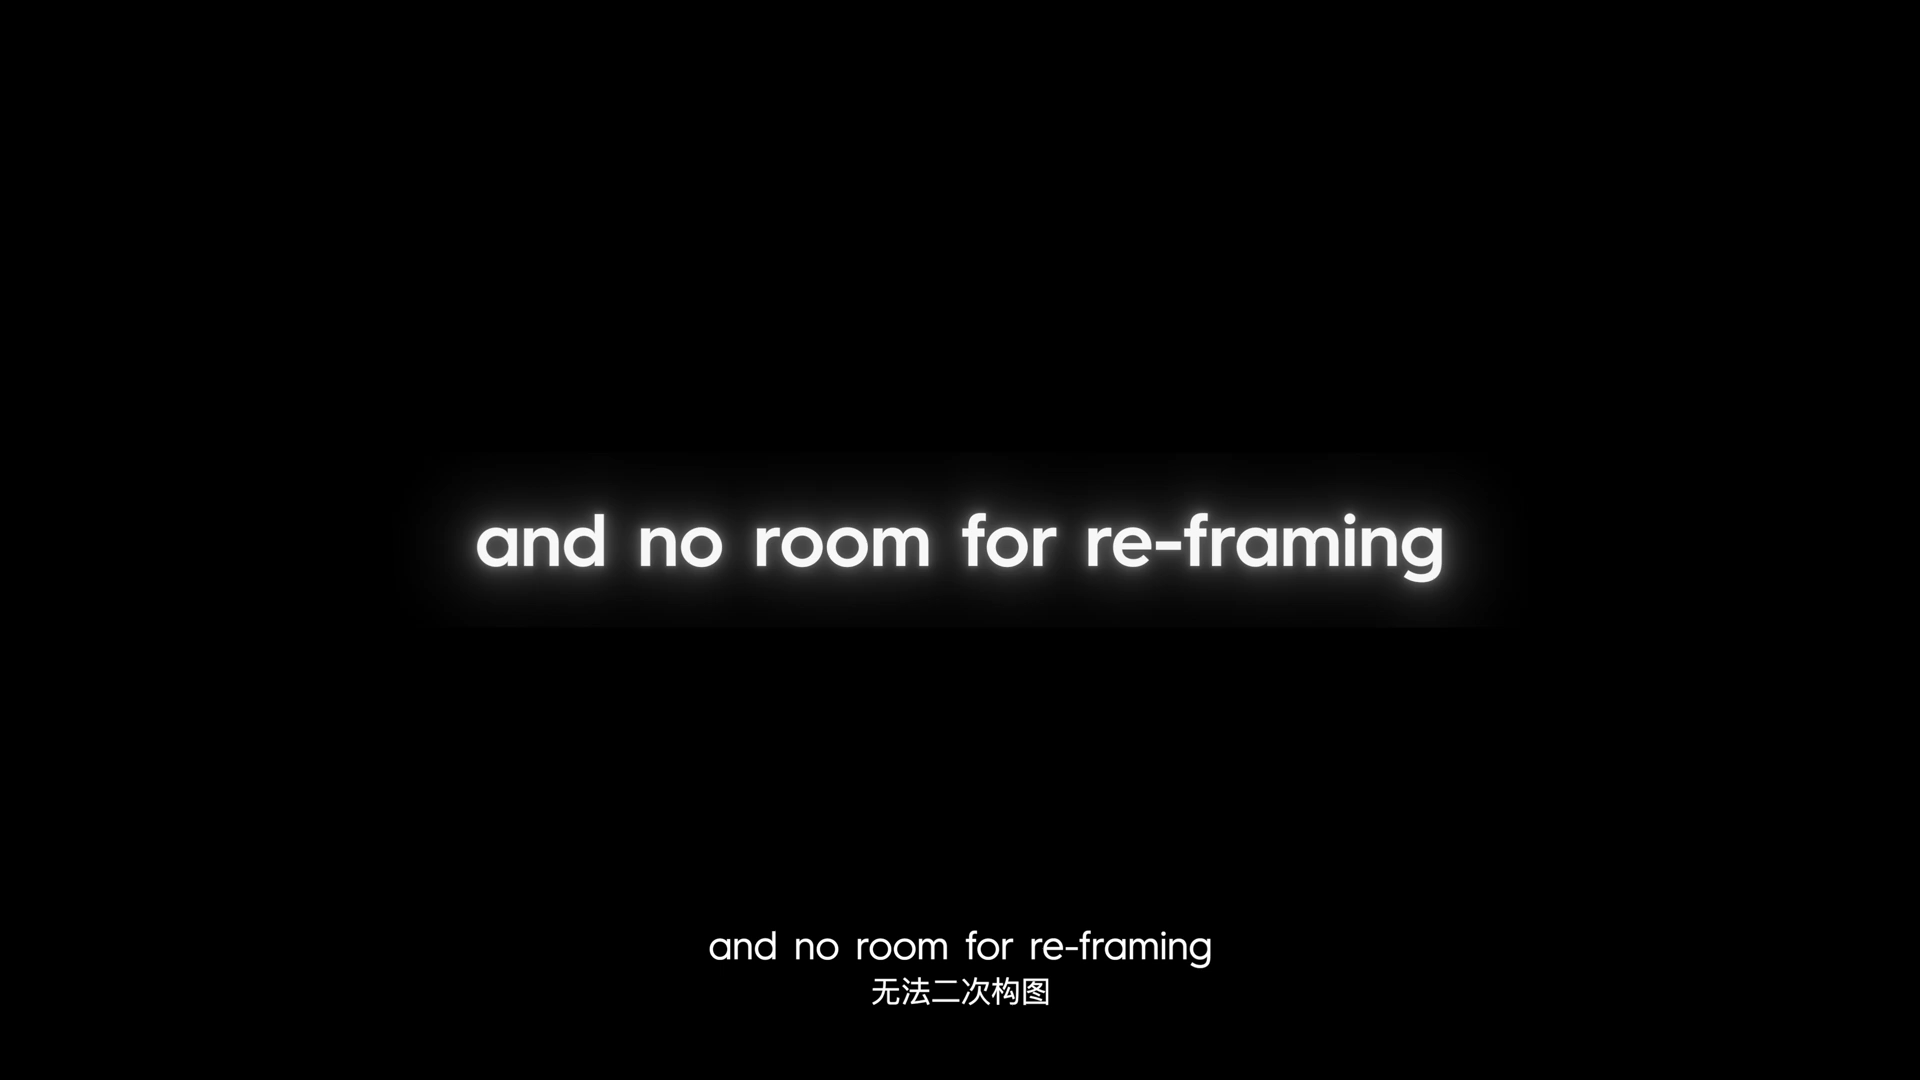 and no room for re-framing
and no room for re-framing
无法二次构图